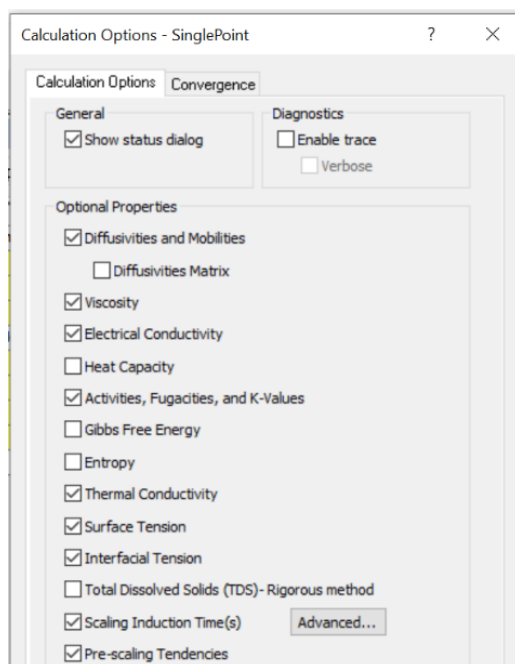 Calculation Options - SinglePoint
Calculation Options Convergence
General
Show status dialog
Diagnostics
Enable trace
Verbose
Optional Properties
Diffusivities and Mobilities
Diffusivities Matrix
Viscosity
Electrical Conductivity
Heat Capacity
Activities, Fugacities, and K-Values
Gibbs Free Energy
Entropy
Thermal Conductivity
Surface Tension
Interfacial Tension
Total Dissolved Solids (TDS)- Rigorous method
Scaling Induction Time(s) Advanced...
Pre-scaling Tendencies